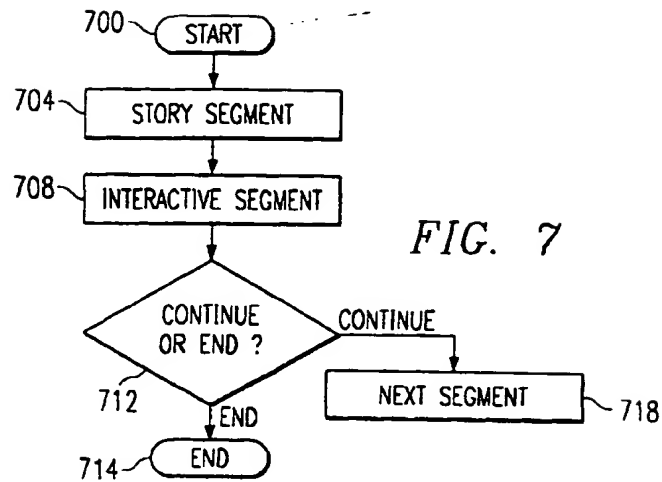 700 START
704 STORY SEGMENT
708 INTERACTIVE SEGMENT
FIG. 7
CONTINUE
OR END ?
CONTINUE
712
NEXT SEGMENT 718
END
714 END